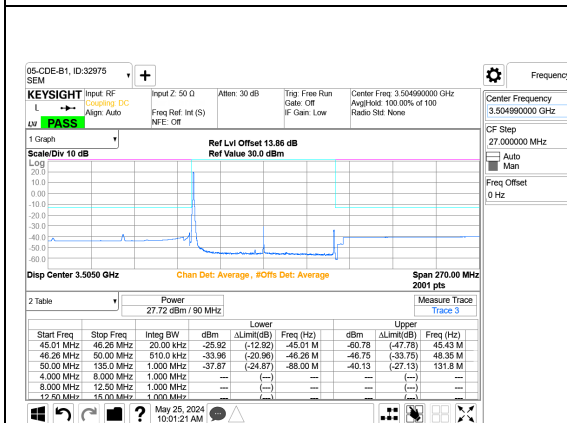 05-CDE-B1, ID:32975
SEM
Frequency
KEYSIGHT Input: RF Input Z: 50 Ω Atten: 30 dB Trig: Free Run Center Freq: 3.504990000 GHz
L Coupling: DC Gate: Off Avg|Hold: 100.00% of 100
Align: Auto Freq Ref: Int (S) IF Gain: Low Radio Std: None
LXI PASS NFE: Off
Center Frequency
3.504990000 GHz
CF Step
27.000000 MHz
Auto
Man
Freq Offset
0 Hz
1 Graph
Ref Lvl Offset 13.86 dB
Scale/Div 10 dB Ref Value 30.0 dBm
Log
20.0
10.0
0.00
-10.0
-20.0
-30.0
-40.0
-50.0
-60.0
Disp Center 3.5050 GHz Chan Det: Average, #Offs Det: Average Span 270.00 MHz
2001 pts
2 Table Power Measure Trace
27.72 dBm / 90 MHz Trace 3
Lower Upper
Start Freq Stop Freq Integ BW dBm ΔLimit(dB) Freq (Hz) dBm ΔLimit(dB) Freq (Hz)
45.01 MHz 46.26 MHz 20.00 kHz -25.92 (-12.92) -45.01 M -60.78 (-47.78) 45.43 M
46.26 MHz 50.00 MHz 510.0 kHz -33.96 (-20.96) -46.26 M -46.75 (-33.75) 48.35 M
50.00 MHz 135.0 MHz 1.000 MHz -37.87 (-24.87) -88.00 M -40.13 (-27.13) 131.8 M
4.000 MHz 8.000 MHz 1.000 MHz --- (---) --- --- (---) ---
8.000 MHz 12.50 MHz 1.000 MHz --- (---) --- --- (---) ---
12.50 MHz 15.00 MHz 1.000 MHz --- (---) --- --- (---) ---
May 25, 2024
10:01:21 AM